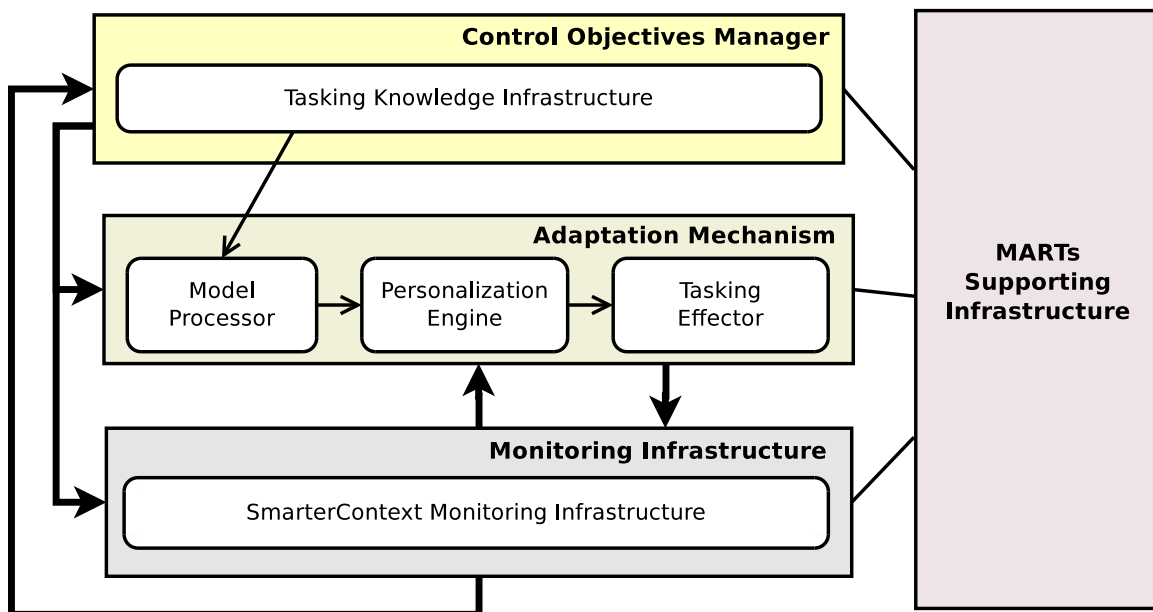 Control Objectives Manager
Tasking Knowledge Infrastructure
Adaptation Mechanism
Model
Processor
Personalization
Engine
Tasking
Effector
Monitoring Infrastructure
SmarterContext Monitoring Infrastructure
MARTs
Supporting
Infrastructure